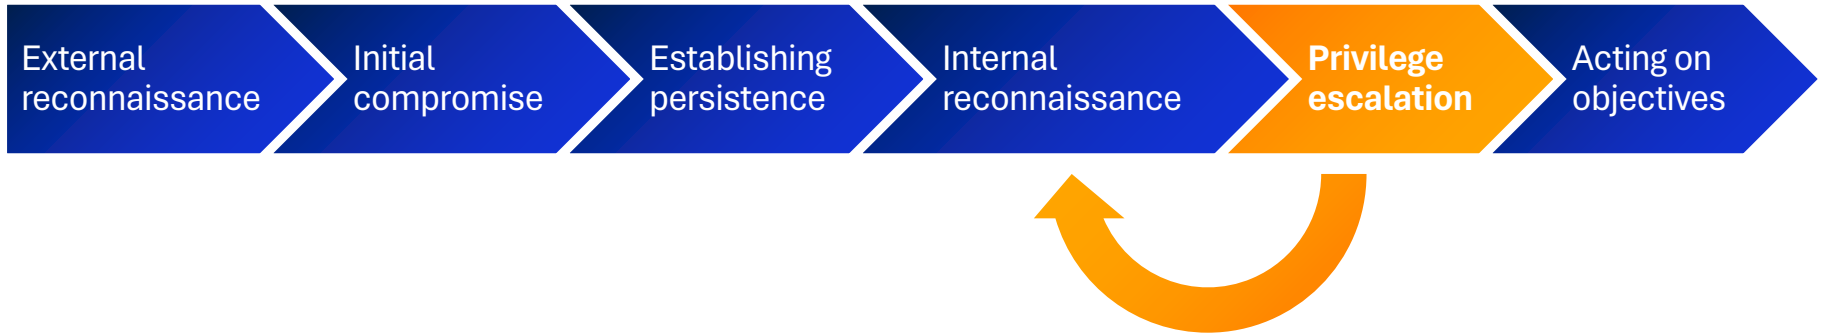 External
reconnaissance
Initial
compromise
Establishing
persistence
Internal
reconnaissance
Privilege
escalation
Acting on
objectives